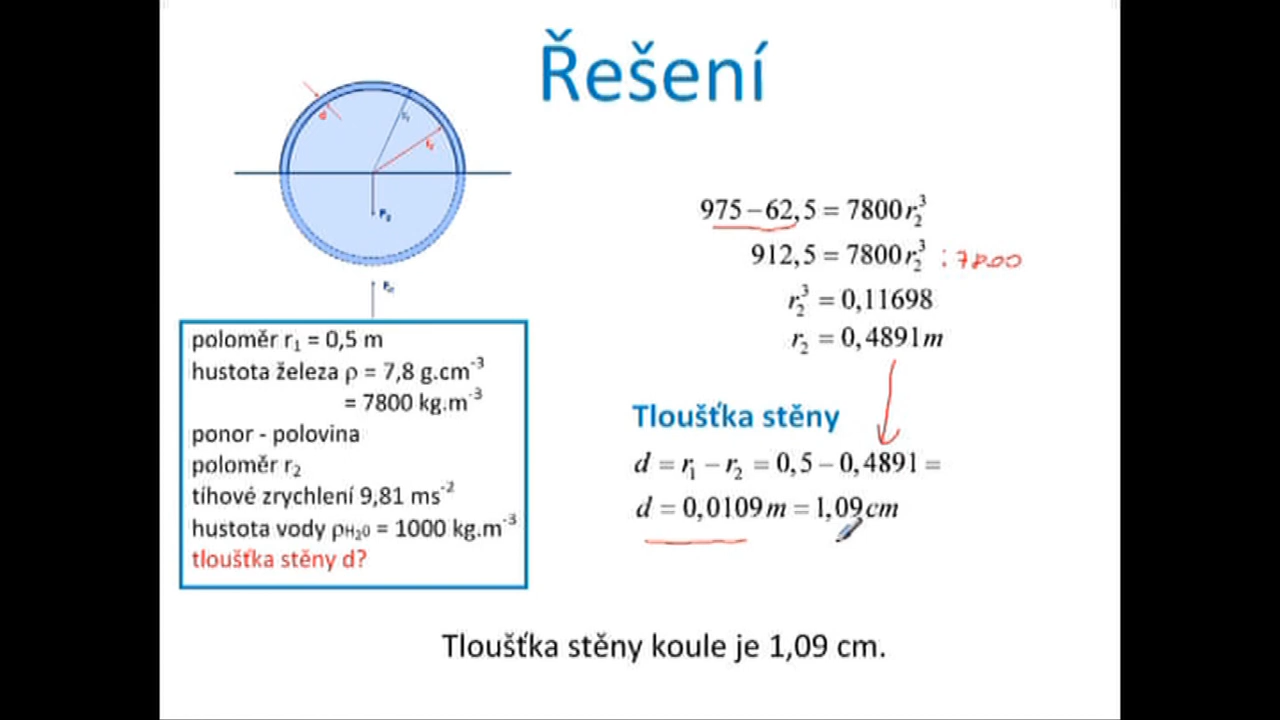 Řešení
d
r₁
r₂
975 − 62,5 = 7800r₂³
912,5 = 7800r₂³ : 7800
r₂³ = 0,11698
r₂ = 0,4891m
poloměr r₁ = 0,5 m
hustota železa ρ = 7,8 g.cm⁻³
= 7800 kg.m⁻³
ponor - polovina
poloměr r₂
tíhové zrychlení 9,81 ms⁻²
hustota vody ρH₂0 = 1000 kg.m⁻³
tloušťka stěny d?
Tloušťka stěny
d = r₁ − r₂ = 0,5 − 0,4891 =
d = 0,0109m = 1,09cm
Tloušťka stěny koule je 1,09 cm.